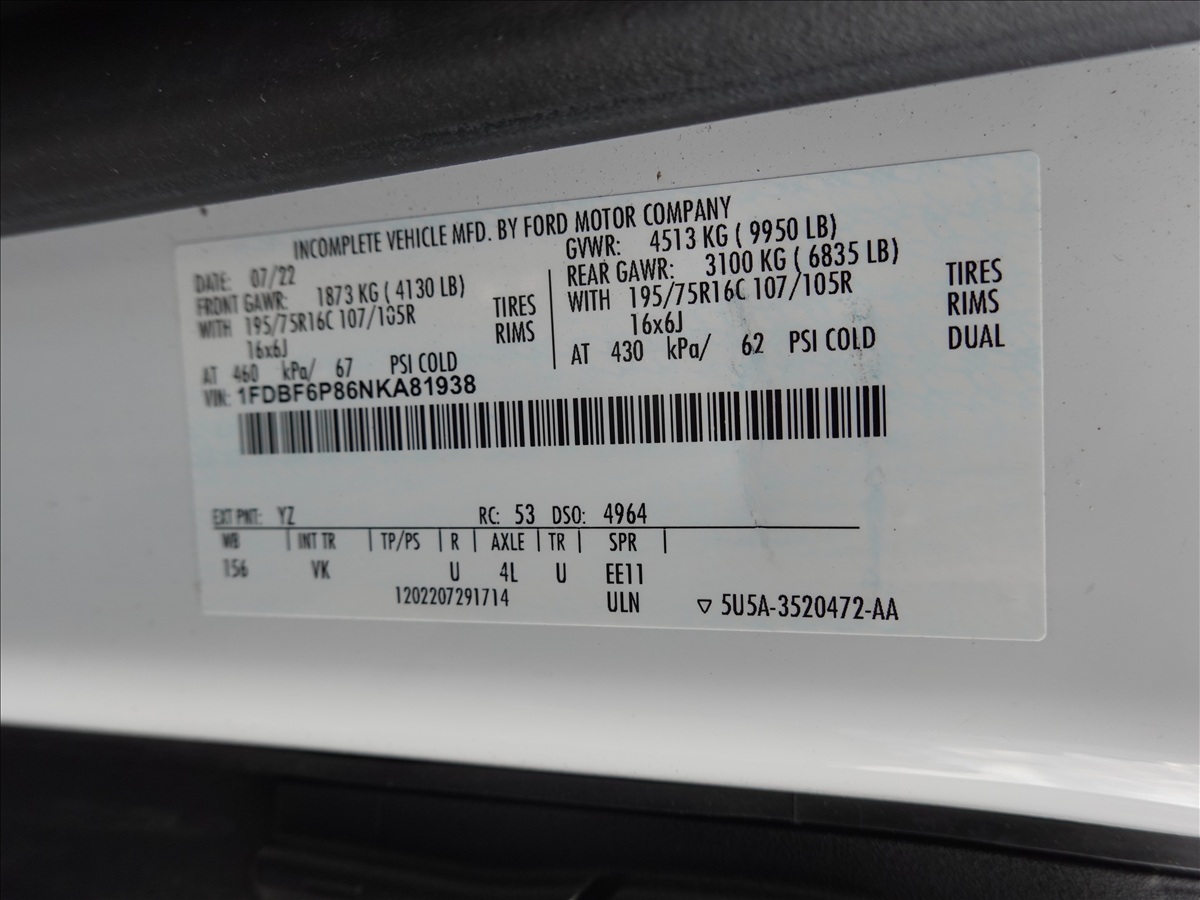 INCOMPLETE VEHICLE MFD. BY FORD MOTOR COMPANY
DATE: 07/22
GVWR: 4513 KG ( 9950 LB)
FRONT GAWR: 1873 KG ( 4130 LB)
REAR GAWR: 3100 KG ( 6835 LB)
WITH 195/75R16C 107/105R TIRES
WITH 195/75R16C 107/105R TIRES
16x6J RIMS
16x6J RIMS
AT 460 kPa/ 67 PSI COLD
AT 430 kPa/ 62 PSI COLD DUAL
VIN: 1FDBF6P86NKA81938
EXT PNT: YZ RC: 53 DSO: 4964
WB | INT TR | TP/PS | R | AXLE | TR | SPR |
156 VK U 4L U EE11
1202207291714 ULN ▽ 5U5A-3520472-AA